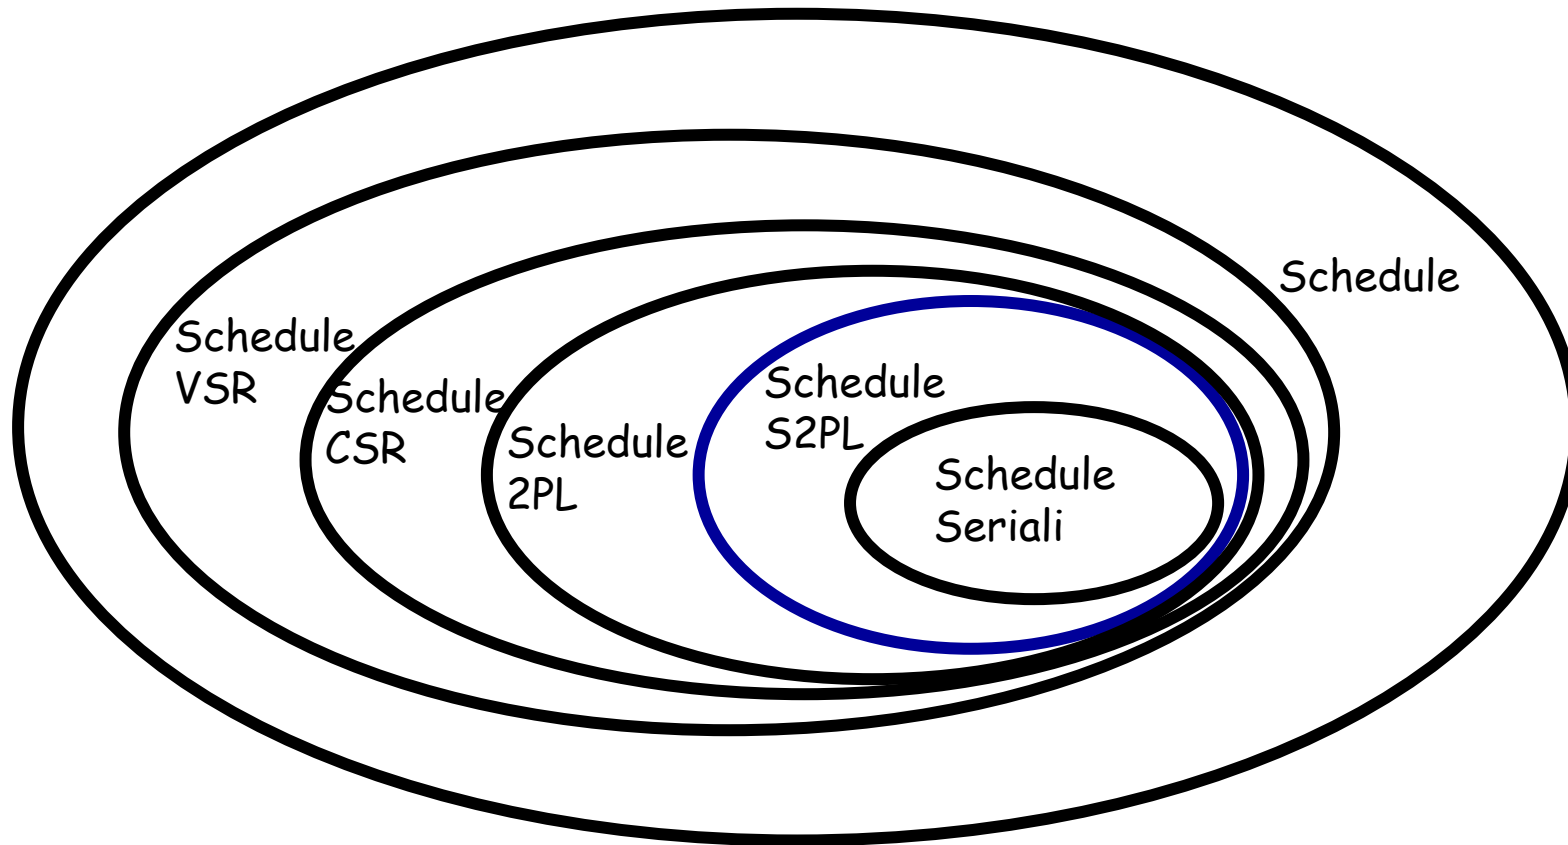 Schedule
Schedule
VSR
Schedule
CSR
Schedule
2PL
Schedule
S2PL
Schedule
Seriali